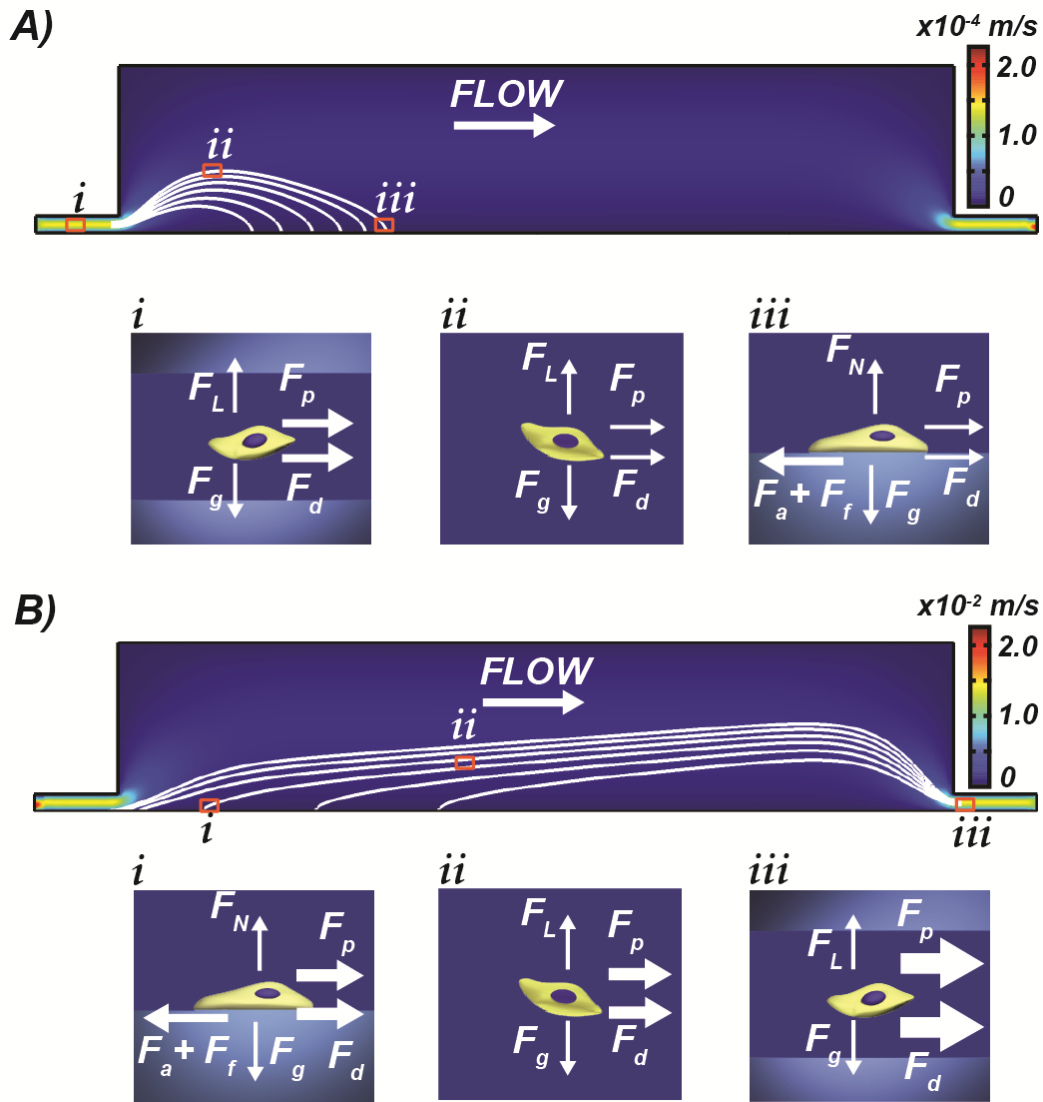 A)
x10-4 m/s
2.0
1.0
0
FLOW
i
ii
iii
i
FL
Fp
Fg
Fd
ii
FL
Fp
Fg
Fd
iii
FN
Fp
Fa + Ff
Fg
Fd
B)
x10-2 m/s
2.0
1.0
0
FLOW
ii
i
iii
i
FN
Fp
Fa + Ff
Fg
Fd
ii
FL
Fp
Fg
Fd
iii
FL
Fp
Fg
Fd